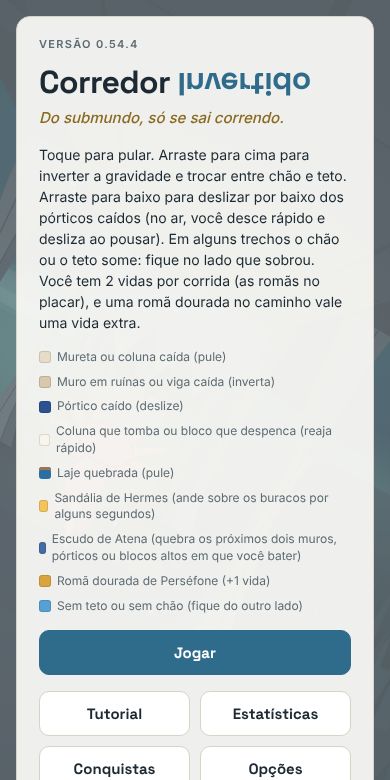 VERSÃO 0.54.4
Corredor Invertido
Do submundo, só se sai correndo.
Toque para pular. Arraste para cima para
inverter a gravidade e trocar entre chão e teto.
Arraste para baixo para deslizar por baixo dos
pórticos caídos (no ar, você desce rápido e
desliza ao pousar). Em alguns trechos o chão
ou o teto some: fique no lado que sobrou.
Você tem 2 vidas por corrida (as romãs no
placar), e uma romã dourada no caminho vale
uma vida extra.
Mureta ou coluna caída (pule)
Muro em ruínas ou viga caída (inverta)
Pórtico caído (deslize)
Coluna que tomba ou bloco que despenca (reaja
rápido)
Laje quebrada (pule)
Sandália de Hermes (ande sobre os buracos por
alguns segundos)
Escudo de Atena (quebra os próximos dois muros,
pórticos ou blocos altos em que você bater)
Romã dourada de Perséfone (+1 vida)
Sem teto ou sem chão (fique do outro lado)
Jogar
Tutorial
Estatísticas
Conquistas
Opções